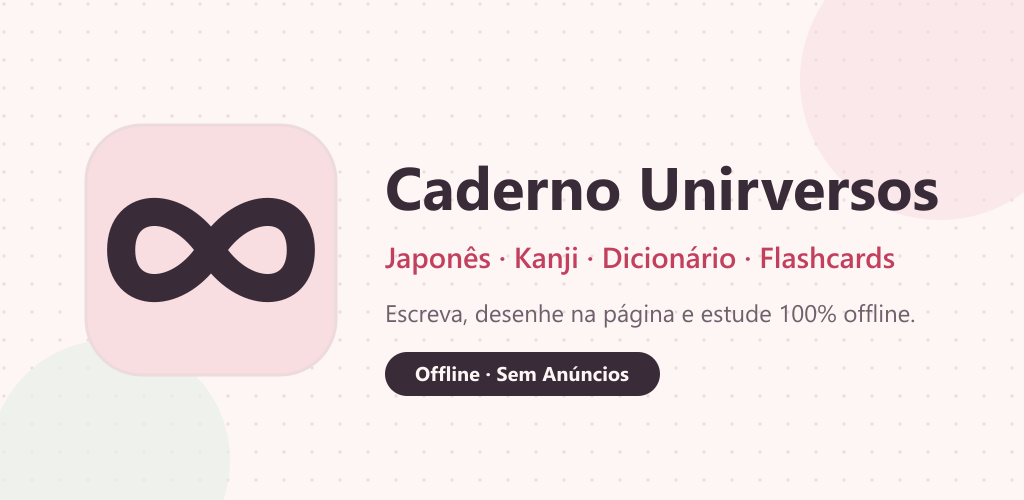 Caderno Unirversos
Japonês · Kanji · Dicionário · Flashcards
Escreva, desenhe na página e estude 100% offline.
Offline · Sem Anúncios